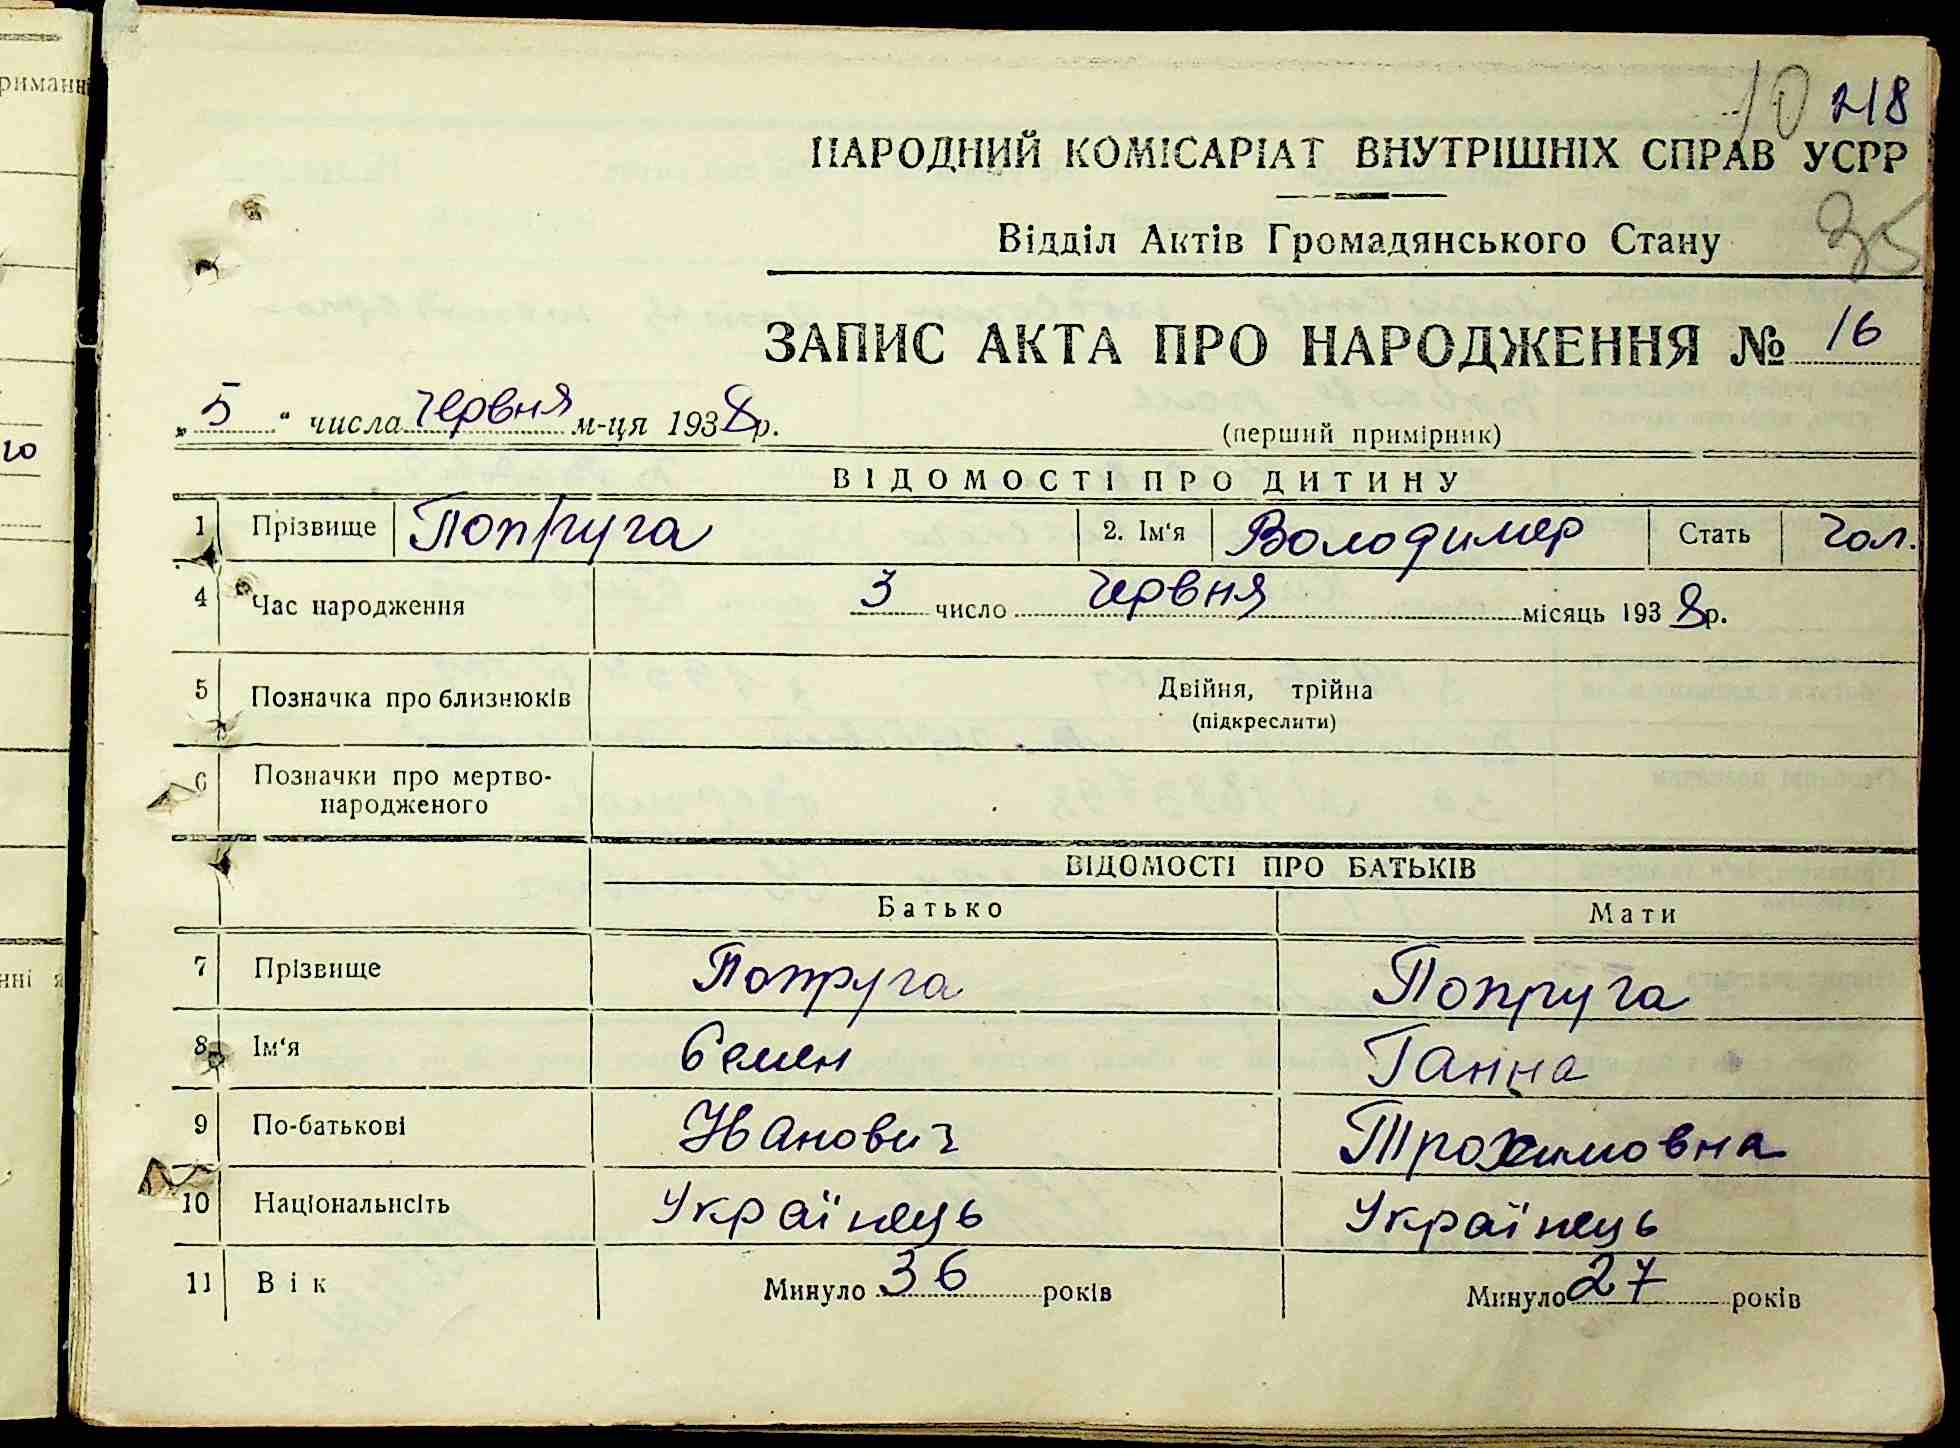 риманн
10 218
НАРОДНИЙ КОМІСАРІАТ ВНУТРІШНІХ СПРАВ УСРР
35
Відділ Актів Громадянського Стану
ЗАПИС АКТА ПРО НАРОДЖЕННЯ № 16
„5“ числа червня м-ця 1938 р.
(перший примірник)
ВІДОМОСТІ ПРО ДИТИНУ
1 Прізвище Попруга 2. Ім‘я Володимер Стать чол.
4 Час народження 3 число червня місяць 1938 р.
5 Позначка про близнюків Двійня, трійна
(підкреслити)
6 Позначки про мертво-
народженого
ВІДОМОСТІ ПРО БАТЬКІВ
Батько Мати
7 Прізвище Попруга Попруга
8 Ім‘я Семен Ганна
9 По-батькові Иванович Трохимовна
10 Національність Українець Українець
11 Вік Минуло 36 років Минуло 27 років